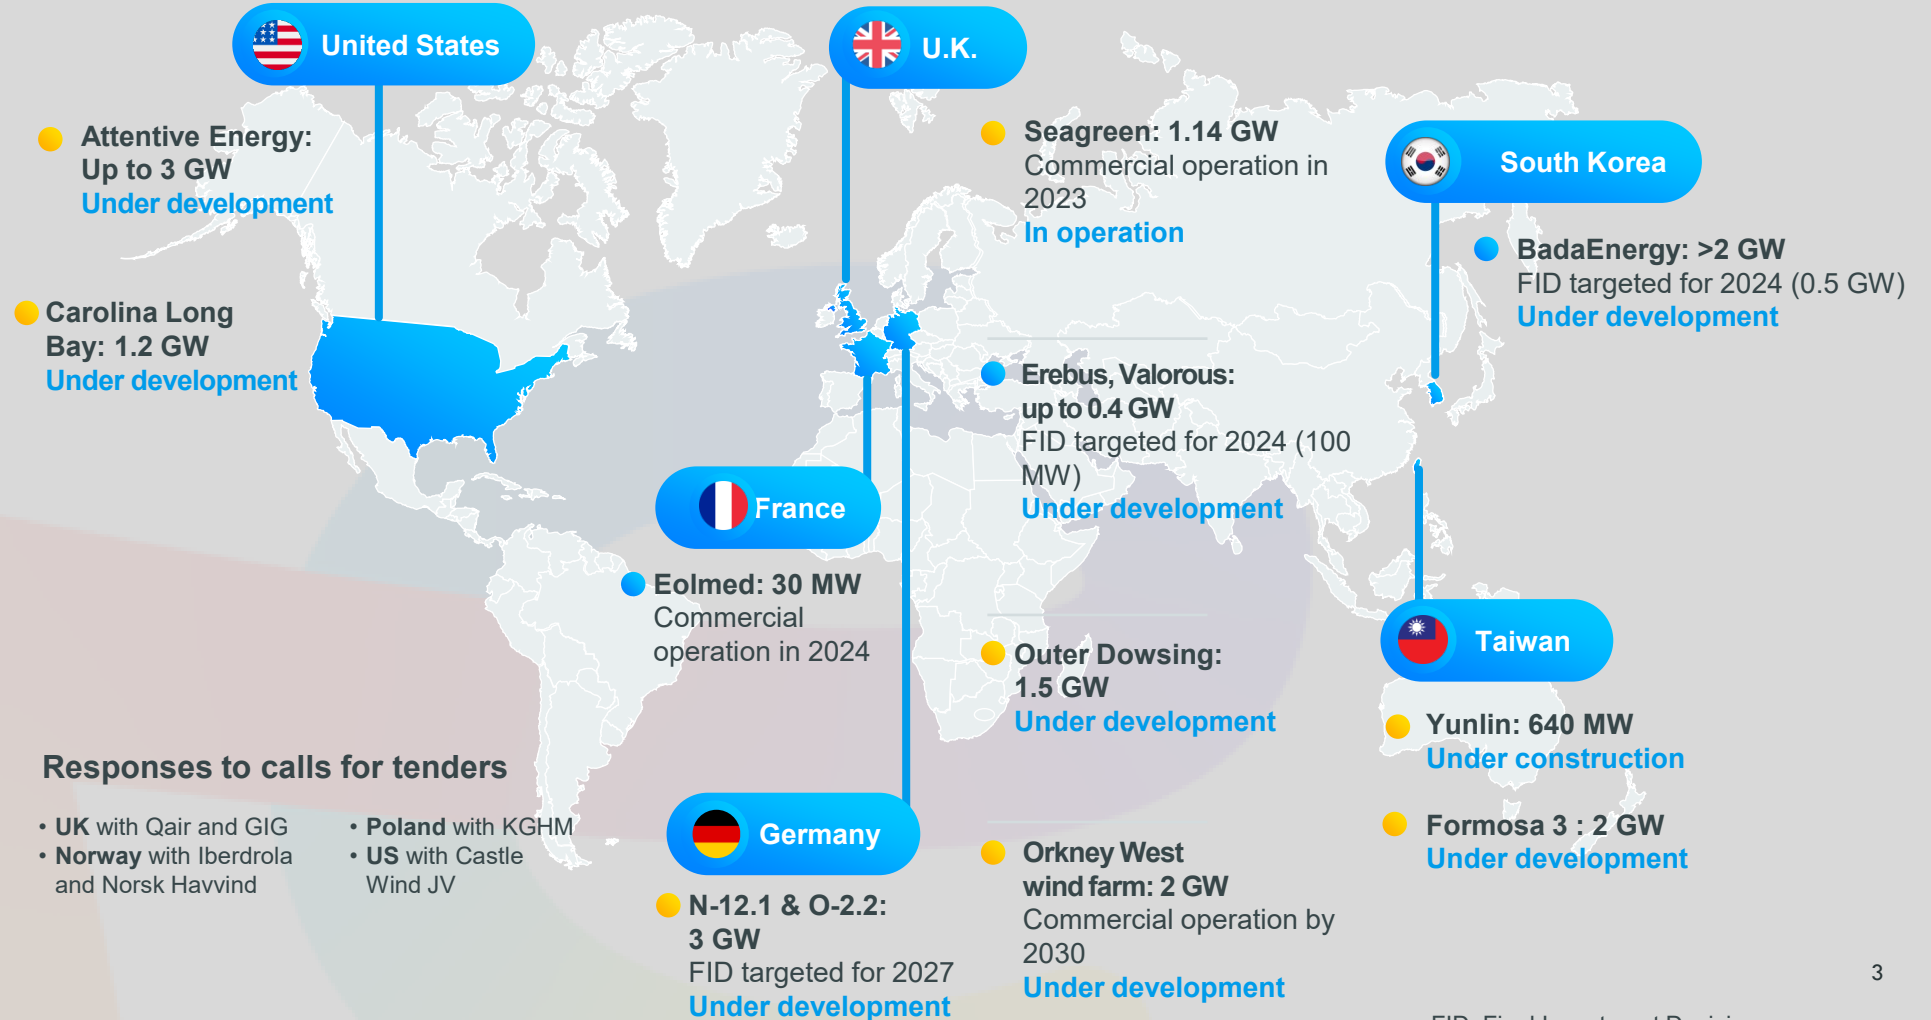 United States
Attentive Energy:
Up to 3 GW
Under development
Carolina Long
Bay: 1.2 GW
Under development
U.K.
Seagreen: 1.14 GW
Commercial operation in
2023
In operation
Erebus, Valorous:
up to 0.4 GW
FID targeted for 2024 (100
MW)
Under development
Outer Dowsing:
1.5 GW
Under development
Orkney West
wind farm: 2 GW
Commercial operation by
2030
Under development
South Korea
BadaEnergy: >2 GW
FID targeted for 2024 (0.5 GW)
Under development
France
Eolmed: 30 MW
Commercial
operation in 2024
Germany
N-12.1 & O-2.2:
3 GW
FID targeted for 2027
Under development
Taiwan
Yunlin: 640 MW
Under construction
Formosa 3 : 2 GW
Under development
Responses to calls for tenders
• UK with Qair and GIG
• Norway with Iberdrola
and Norsk Havvind
• Poland with KGHM
• US with Castle
Wind JV
3
FID: Final Investment Decision